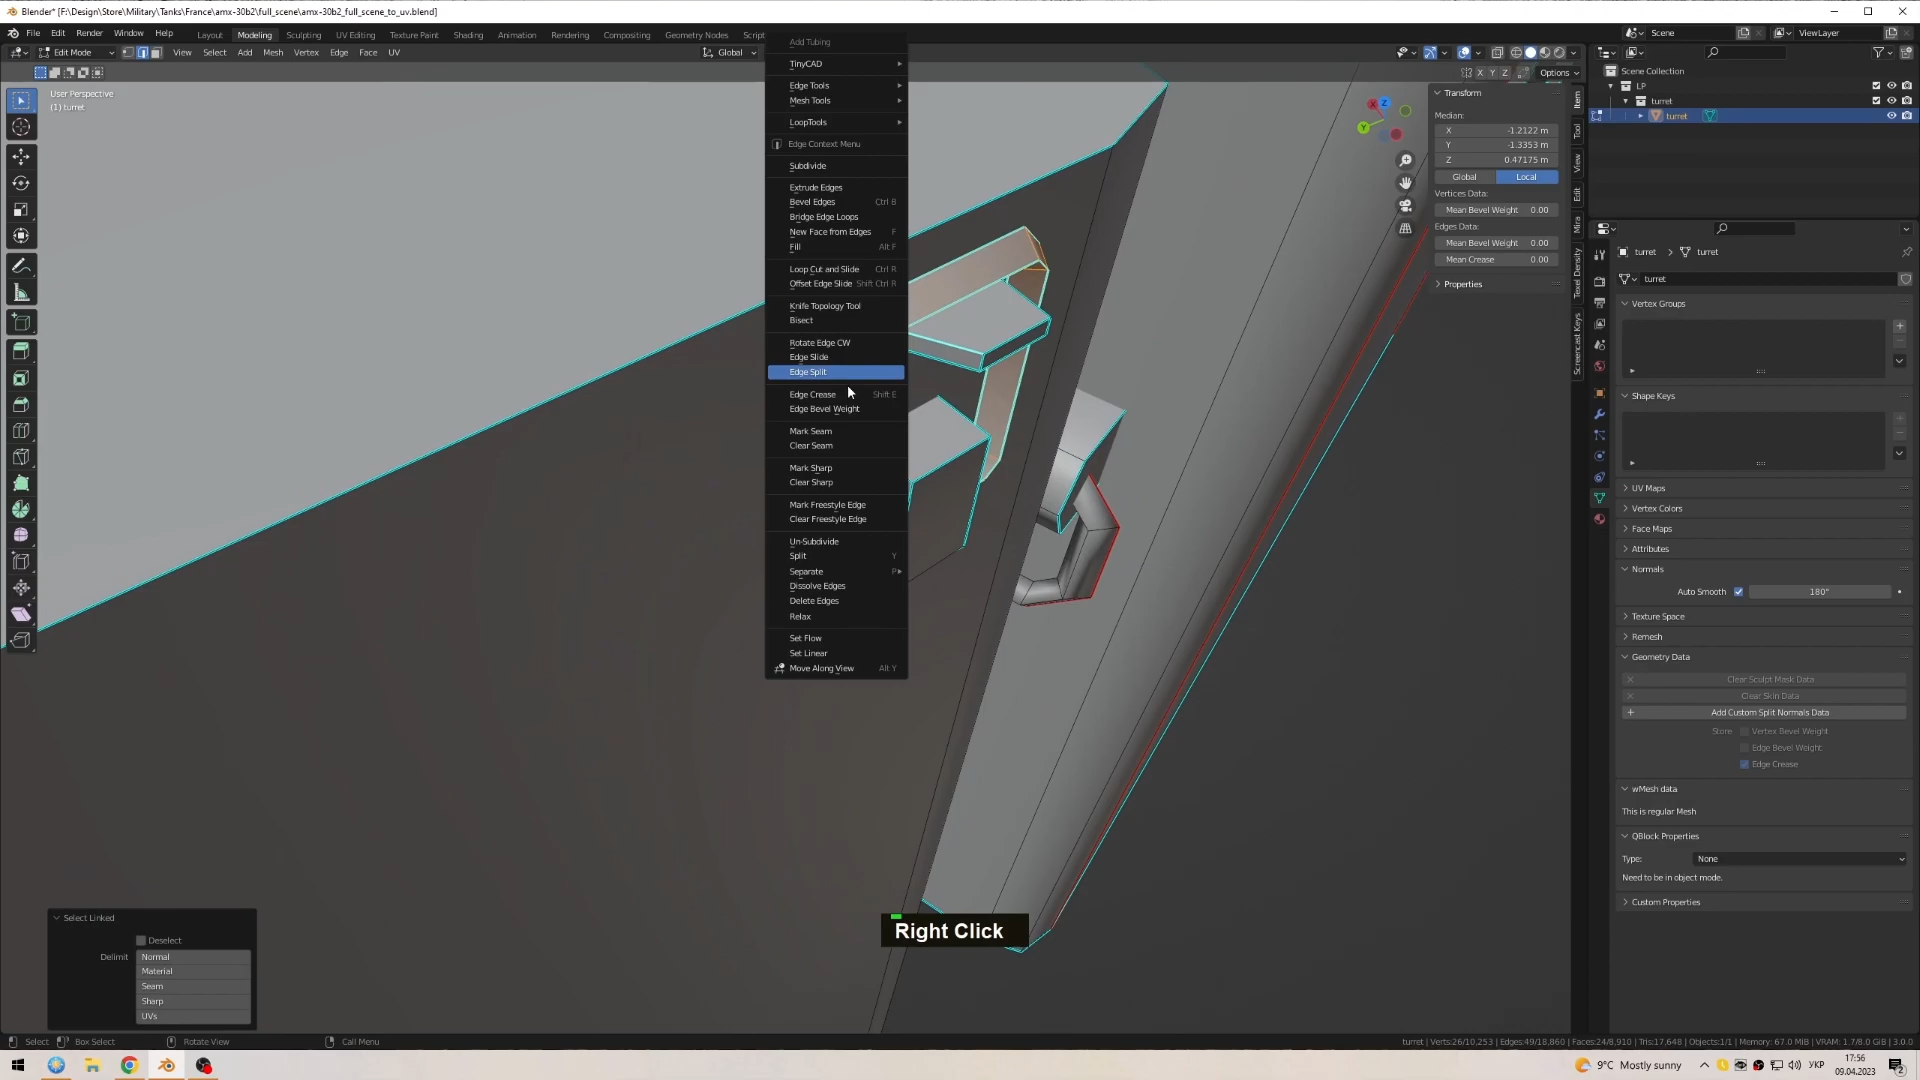 Blender* [F:\Design\Store\Military\Tanks\France\amx-30b2\full_scene\amx-30b2_full_scene_to_uv.blend]
File Edit Render Window Help Layout Modeling Sculpting UV Editing Texture Paint Shading Animation Rendering Compositing Geometry Nodes Script
Scene ViewLayer
Edit Mode View Select Add Mesh Vertex Edge Face UV Global
X Y Z Options
User Perspective
(1) turret
Add Tubing
TinyCAD
Edge Tools
Mesh Tools
LoopTools
Edge Context Menu
Subdivide
Extrude Edges
Bevel Edges Ctrl B
Bridge Edge Loops
New Face from Edges F
Fill Alt F
Loop Cut and Slide Ctrl R
Offset Edge Slide Shift Ctrl R
Knife Topology Tool
Bisect
Rotate Edge CW
Edge Slide
Edge Split
Edge Crease Shift E
Edge Bevel Weight
Mark Seam
Clear Seam
Mark Sharp
Clear Sharp
Mark Freestyle Edge
Clear Freestyle Edge
Un-Subdivide
Split Y
Separate P
Dissolve Edges
Delete Edges
Relax
Set Flow
Set Linear
Move Along View Alt Y
Z
X
Y
Transform
Median:
X -1.2122 m
Y -1.3353 m
Z 0.47175 m
Global Local
Vertices Data:
Mean Bevel Weight 0.00
Edges Data:
Mean Bevel Weight 0.00
Mean Crease 0.00
Properties
Item
Tool
View
Edit
Mira
Texel Density
Screencast Keys
Scene Collection
LP
turret
turret
turret turret
turret
Vertex Groups
Shape Keys
UV Maps
Vertex Colors
Face Maps
Attributes
Normals
Auto Smooth 180°
Texture Space
Remesh
Geometry Data
Clear Sculpt Mask Data
Clear Skin Data
Add Custom Split Normals Data
Store Vertex Bevel Weight
Edge Bevel Weight
Edge Crease
wMesh data
This is regular Mesh
QBlock Properties
Type: None
Need to be in object mode.
Custom Properties
Select Linked
Deselect
Delimit Normal
Material
Seam
Sharp
UVs
Right Click
Select Box Select Rotate View Call Menu
turret | Verts:26/10,253 | Edges:49/18,860 | Faces:24/8,910 | Tris:17,648 | Objects:1/1 | Memory: 67.0 MiB | VRAM: 1.7/8.0 GiB | 3.0.0
9°C Mostly sunny УКР 17:56
09.04.2023
2